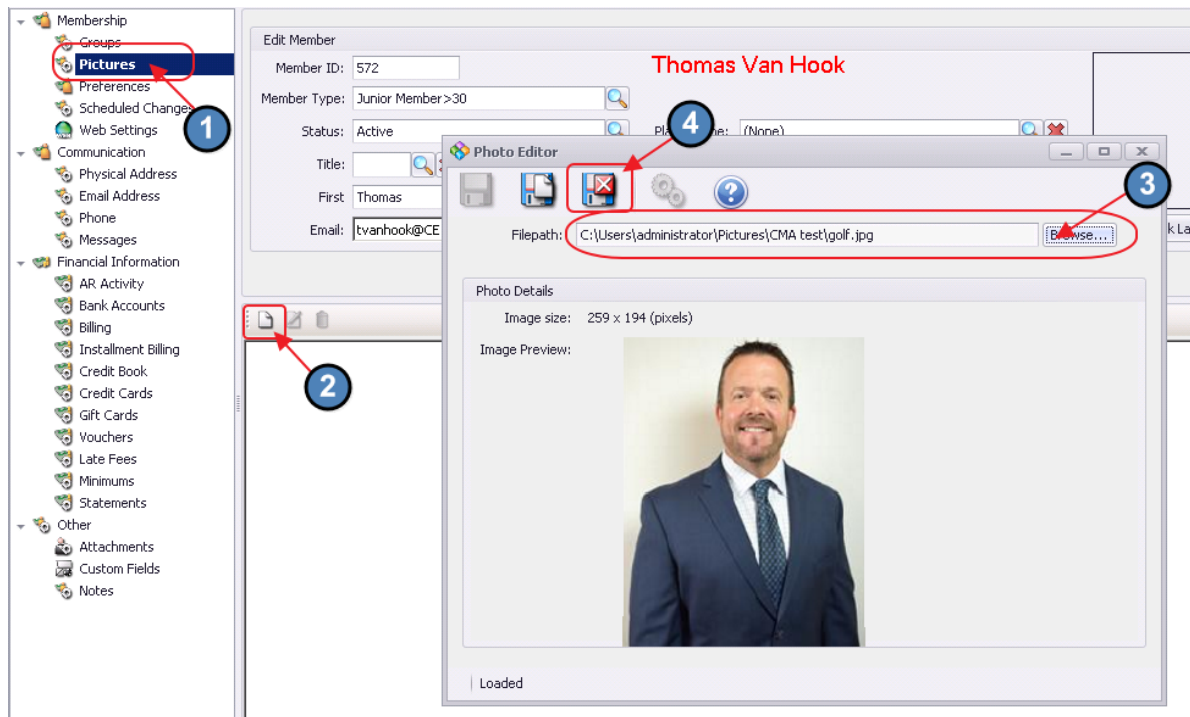 Membership
Groups
Pictures
Preferences
Scheduled Changes
Web Settings
Communication
Physical Address
Email Address
Phone
Messages
Financial Information
AR Activity
Bank Accounts
Billing
Installment Billing
Credit Book
Credit Cards
Gift Cards
Vouchers
Late Fees
Minimums
Statements
Other
Attachments
Custom Fields
Notes
1
Edit Member
Member ID: 572
Thomas Van Hook
Member Type: Junior Member>30
Status: Active
(None)
Title:
First Thomas
Email: tvanhook@CE
2
4
Photo Editor
3
Filepath: C:\Users\administrator\Pictures\CMA test\golf.jpg Browse...
Photo Details
Image size: 259 x 194 (pixels)
Image Preview:
Loaded